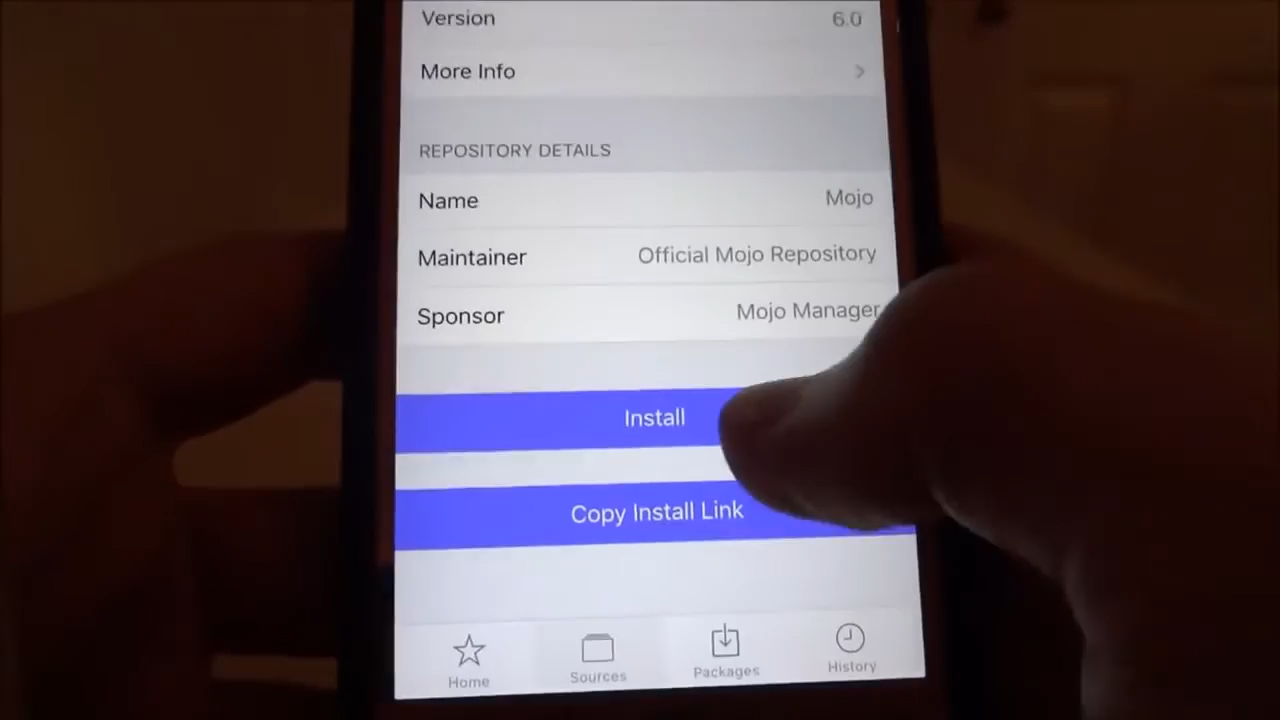 Version 6.0
More Info
REPOSITORY DETAILS
Name Mojo
Maintainer Official Mojo Repository
Sponsor Mojo Manager
Install
Copy Install Link
Home Sources Packages History